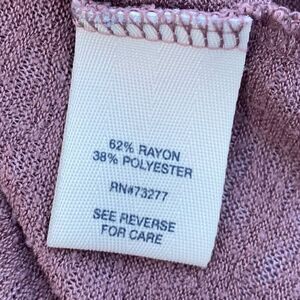 62% RAYON
38% POLYESTER
RN#73277
SEE REVERSE
FOR CARE